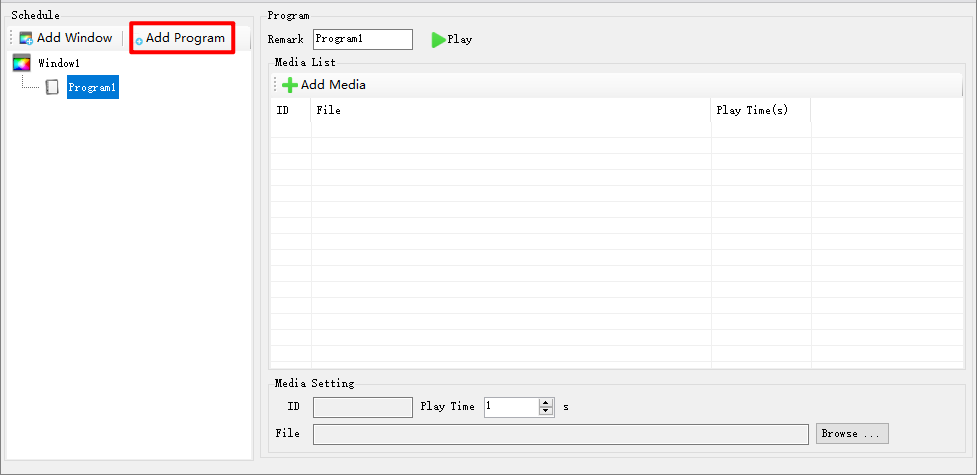 Schedule
Add Window
Add Program
Window1
Program1
Program
Remark Program1 Play
Media List
Add Media
ID File Play Time(s)
Media Setting
ID Play Time 1 s
File Browse ...